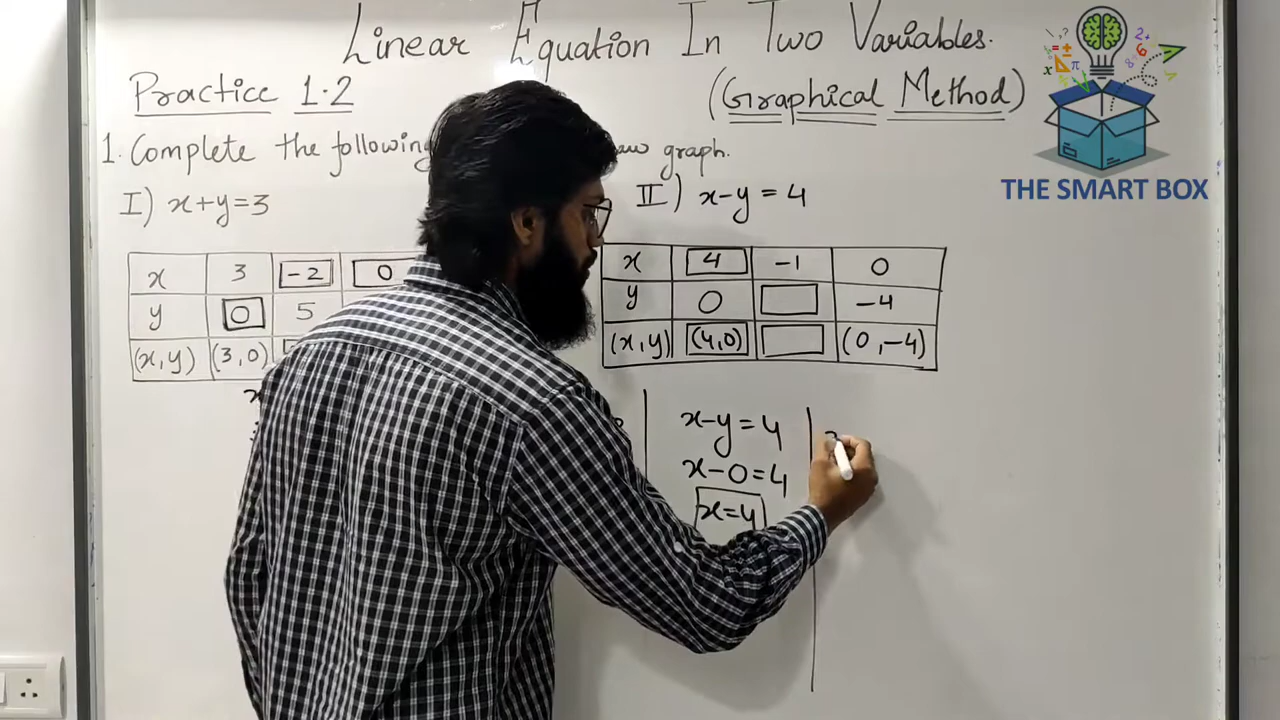 Linear Equation In Two Variables.
Practice 1.2
(Graphical Method)
THE SMART BOX
1. Complete the following graph.
I) x+y=3
x 3 -2 0
y 0 5
(x,y) (3,0)
II) x-y = 4
x 4 -1 0
y 0 -4
(x,y) (4,0) (0,-4)
x-y=4
x-0=4
x=4